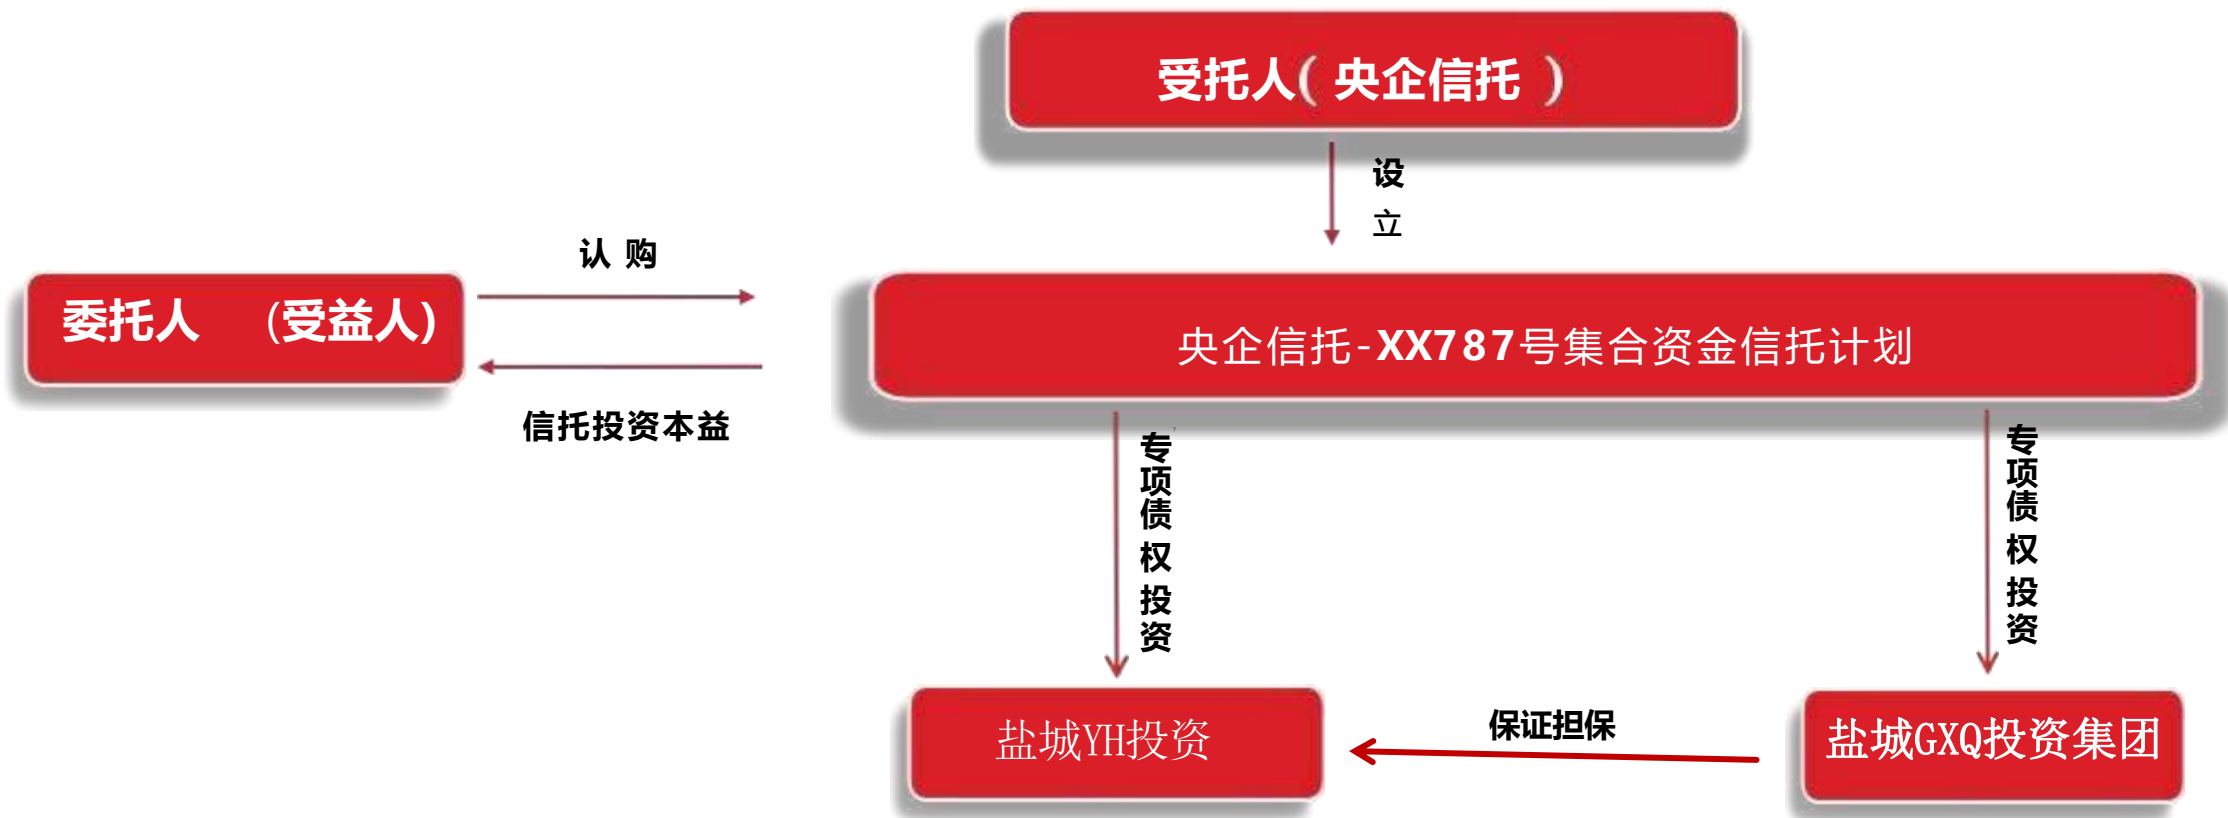 受托人( 央企信托 )
设
立
认 购
委托人 (受益人)
央企信托-XX787号集合资金信托计划
信托投资本益
专
项
债
权
投
资
专
项
债
权
投
资
盐城YH投资
保证担保
盐城GXQ投资集团